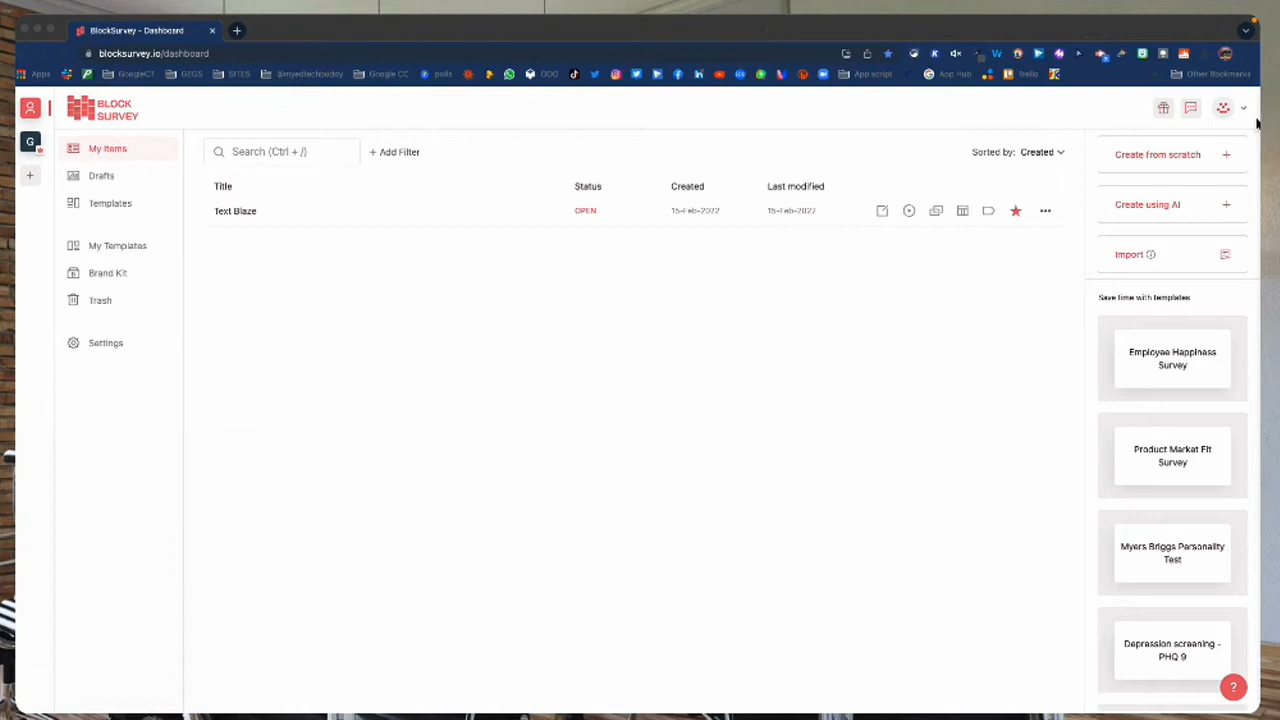 BlockSurvey - Dashboard
blocksurvey.io/dashboard
Apps
GoogleCT
GEGS
SITES
@myedtechbuddy
Google CC
polls
App script
App Hub
Trello
Other Bookmarks
BLOCK
SURVEY
G
My Items
Drafts
Templates
My Templates
Brand Kit
Trash
Settings
Search (Ctrl + /)
+ Add Filter
Sorted by: Created
Title Status Created Last modified
Text Blaze OPEN 15-Feb-2022 15-Feb-2022
Create from scratch +
Create using AI +
Import
Save time with templates
Employee Happiness
Survey
Product Market Fit
Survey
Myers Briggs Personality
Test
Depression screening -
PHQ 9
?